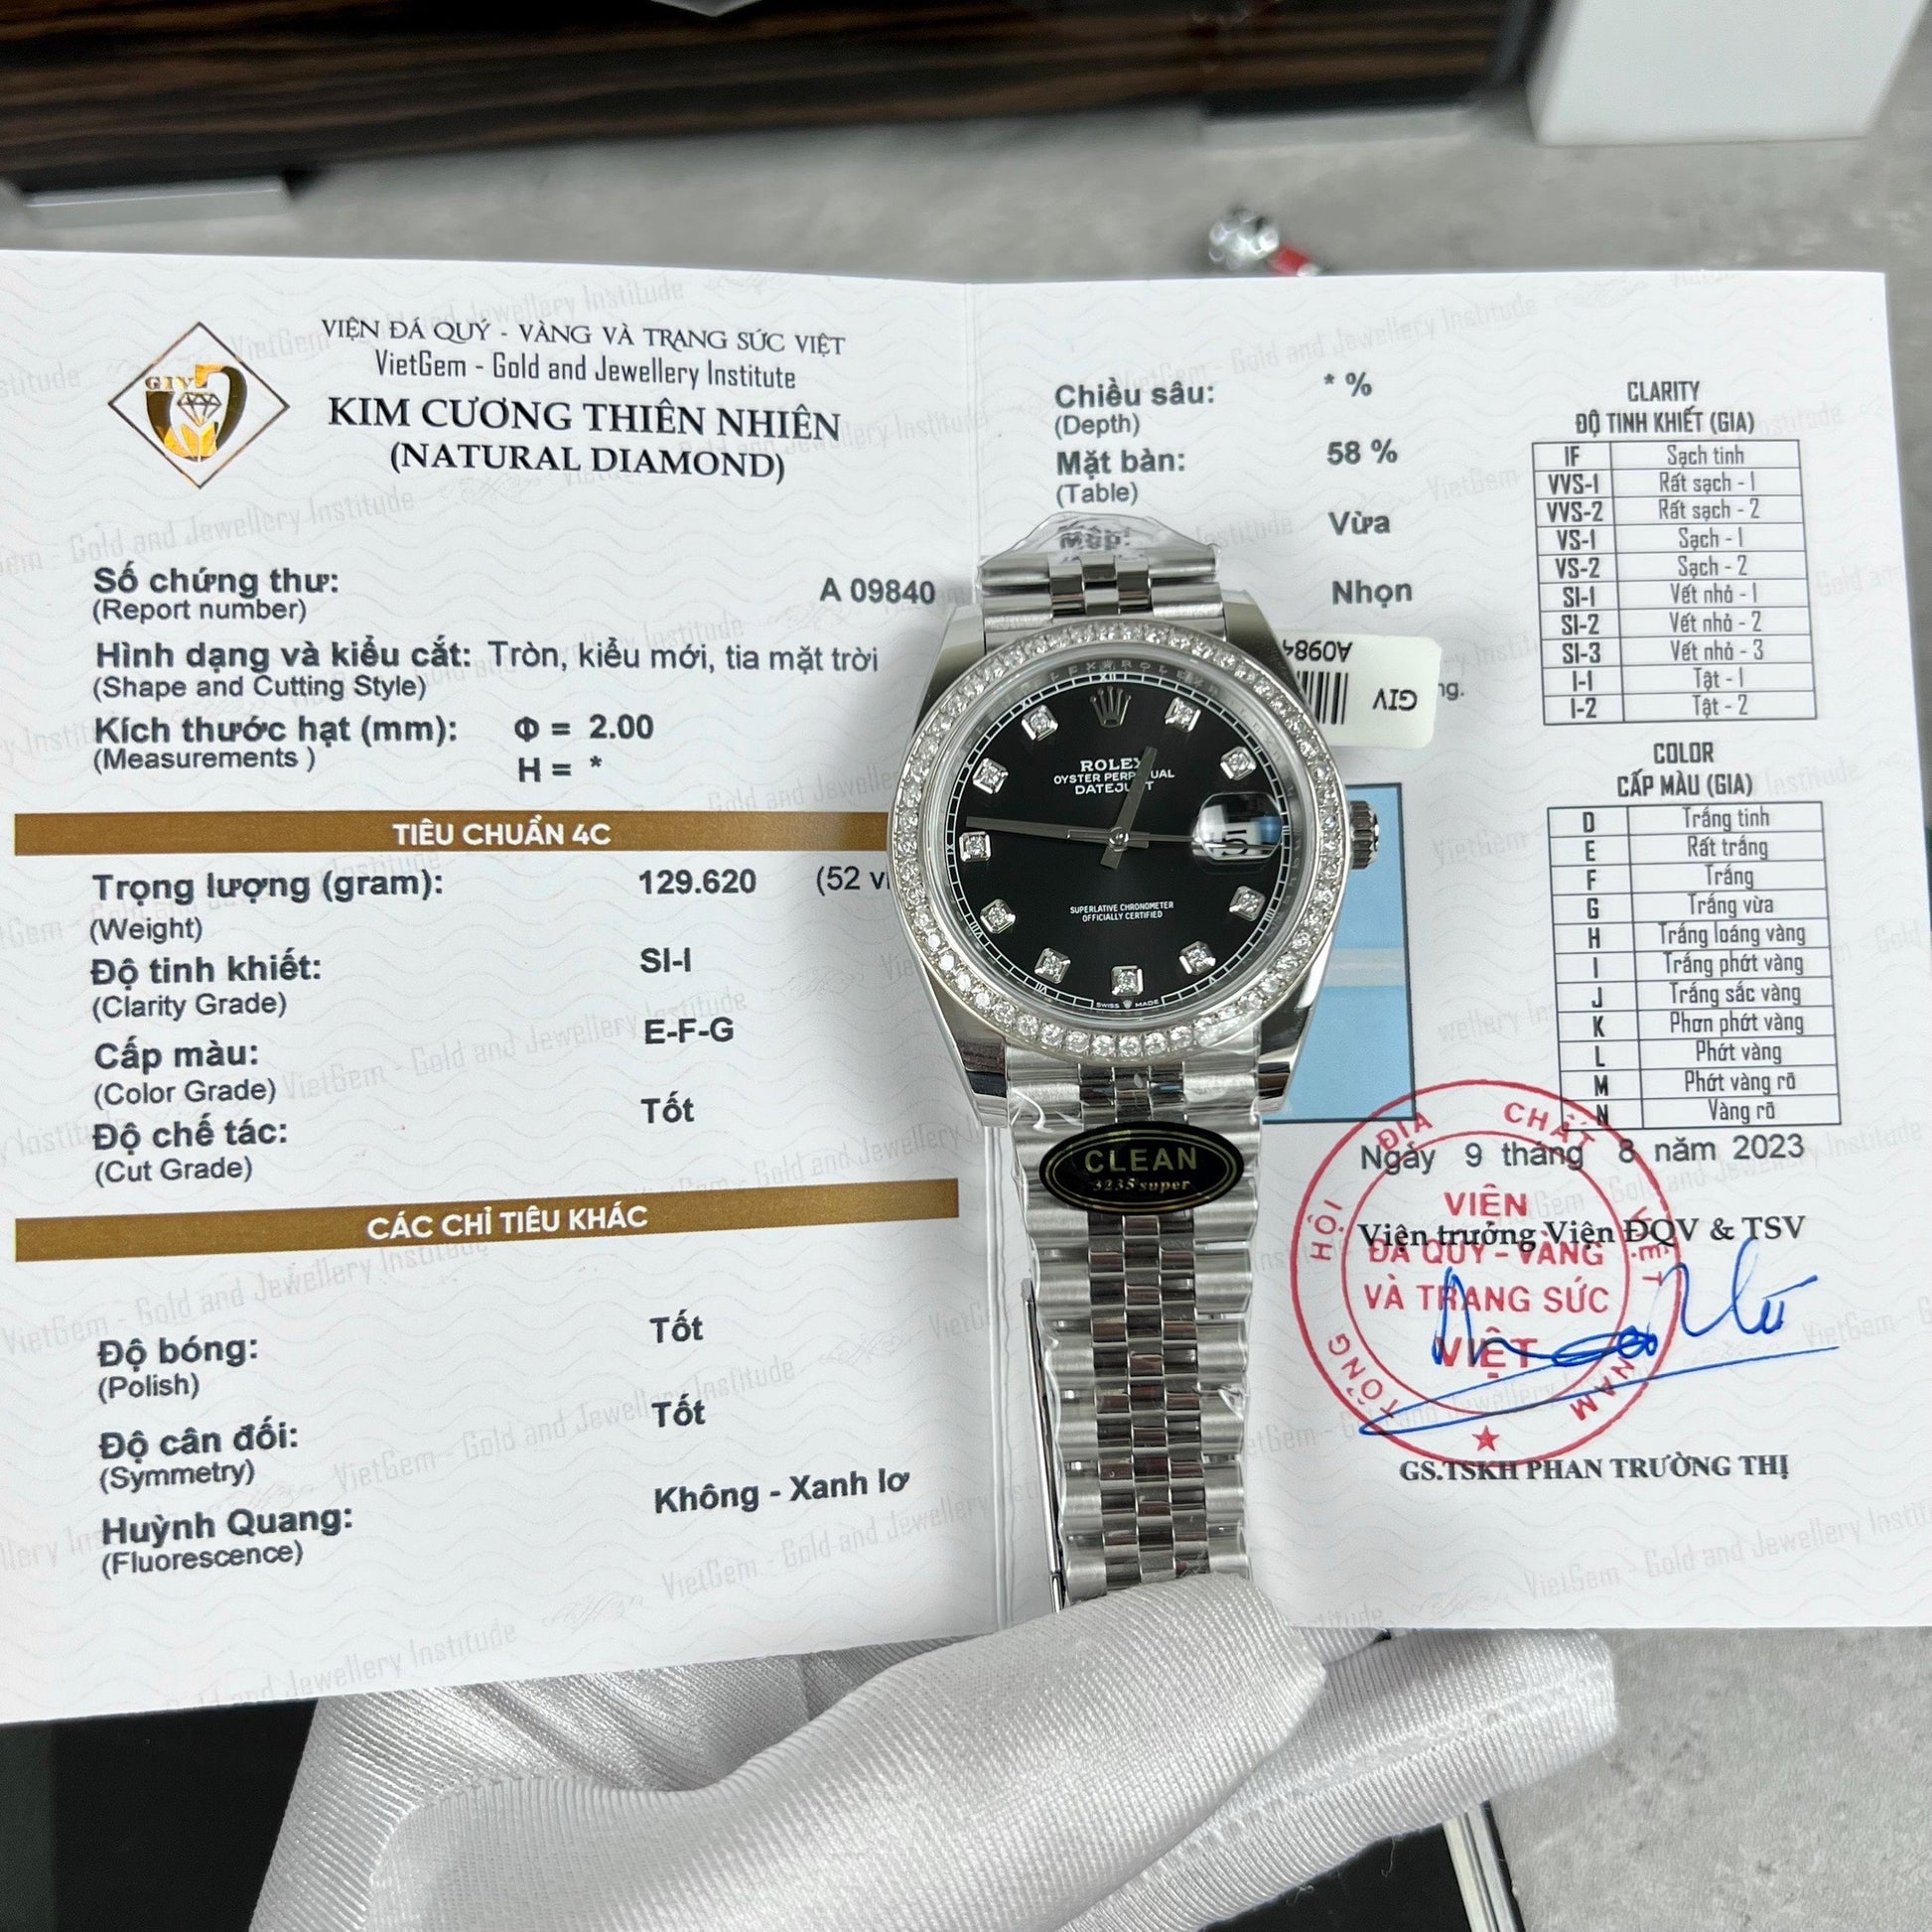 VIỆN ĐÁ QUÝ - VÀNG VÀ TRANG SỨC VIỆT
VietGem - Gold and Jewellery Institute
KIM CƯƠNG THIÊN NHIÊN
(NATURAL DIAMOND)
GIV
Số chứng thư: A 09840
(Report number)
Hình dạng và kiểu cắt: Tròn, kiểu mới, tia mặt trời
(Shape and Cutting Style)
Kích thước hạt (mm): Φ = 2.00
(Measurements ) H = *
TIÊU CHUẨN 4C
Trọng lượng (gram): 129.620 (52
(Weight)
Độ tinh khiết: SI-I
(Clarity Grade)
Cấp màu: E-F-G
(Color Grade)
Độ chế tác: Tốt
(Cut Grade)
CÁC CHỈ TIÊU KHÁC
Độ bóng: Tốt
(Polish)
Độ cân đối: Tốt
(Symmetry)
Huỳnh Quang: Không - Xanh lơ
(Fluorescence)
Chiều sâu: * %
(Depth)
Mặt bàn: 58 %
(Table)
Vừa
Nhọn
CLARITY
ĐỘ TINH KHIẾT (GIA)
IF Sạch tinh
VVS-1 Rất sạch - 1
VVS-2 Rất sạch - 2
VS-1 Sạch - 1
VS-2 Sạch - 2
SI-1 Vết nhỏ - 1
SI-2 Vết nhỏ - 2
SI-3 Vết nhỏ - 3
I-1 Tật - 1
I-2 Tật - 2
COLOR
CẤP MÀU (GIA)
D Trắng tinh
E Rất trắng
F Trắng
G Trắng vừa
H Trắng loáng vàng
I Trắng phớt vàng
J Trắng sắc vàng
K Phơn phớt vàng
L Phớt vàng
M Phớt vàng rõ
N Vàng rõ
Ngày 9 tháng 8 năm 2023
Viện trưởng Viện ĐQV & TSV
TỔNG HỘI ĐỊA CHẤT VIỆT NAM
VIỆN
ĐÁ QUÝ - VÀNG
VÀ TRANG SỨC
VIỆT
GS.TSKH PHAN TRƯỜNG THỊ
GIV
A0984
ROLEX
OYSTER PERPETUAL
DATEJUST
SUPERLATIVE CHRONOMETER
OFFICIALLY CERTIFIED
SWISS MADE
CLEAN
3235 super